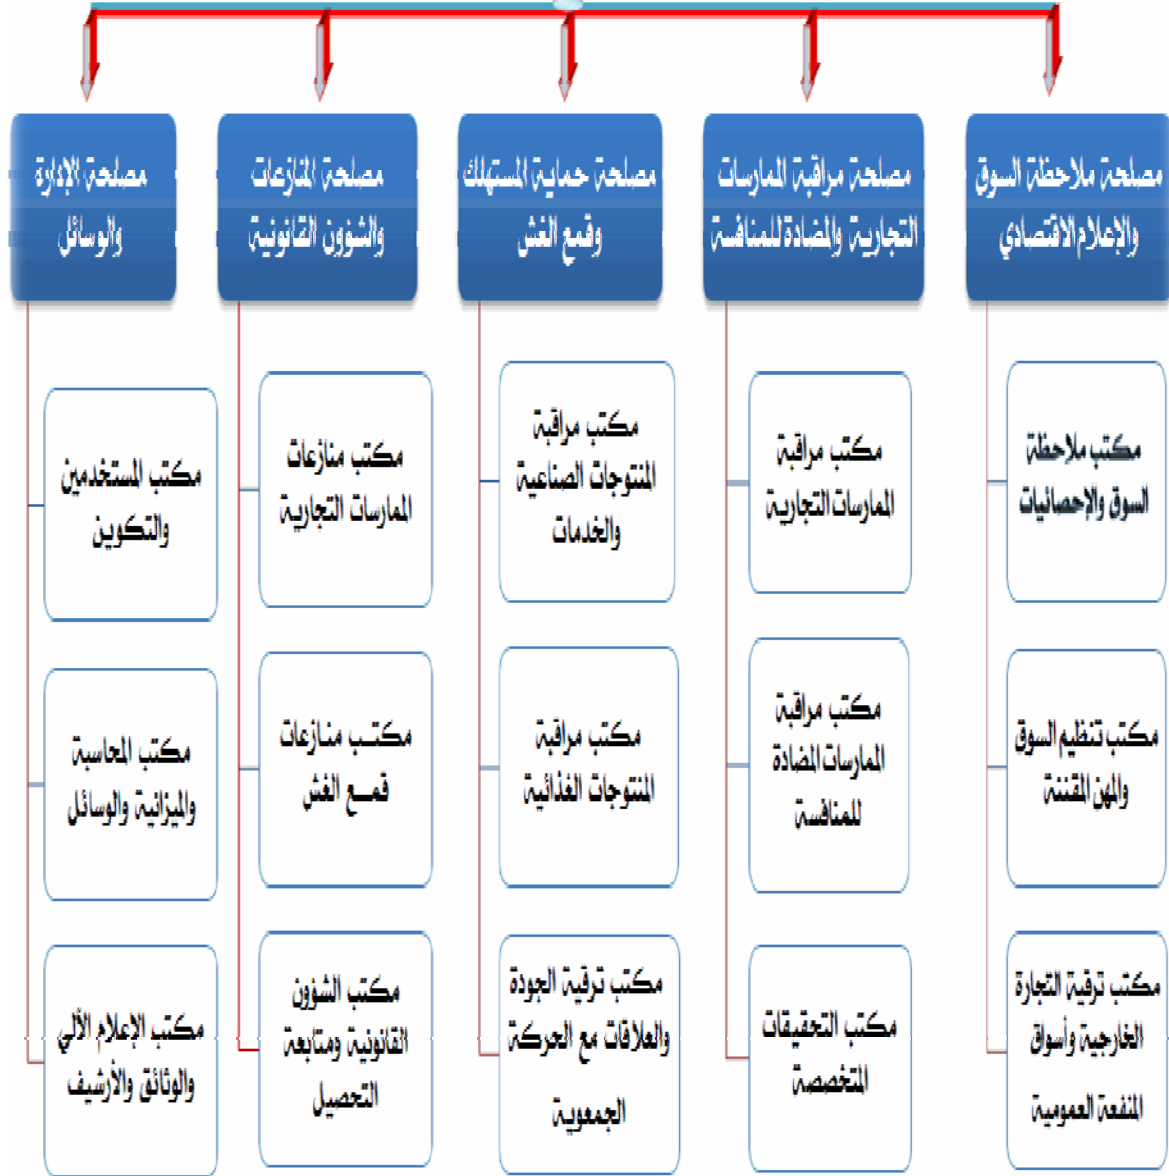 مصلحة ملاحظة السوق
والإعلام الاقتصادي
مصلحة مراقبة الممارسات
التجارية والمضادة للمنافسة
مصلحة حماية المستهلك
وقمع الغش
مصلحة المنازعات
والشؤون القانونية
مصلحة الإدارة
والوسائل
مكتب ملاحظة
السوق والإحصائيات
مكتب مراقبة
الممارسات التجارية
مكتب مراقبة
المنتوجات الصناعية
والخدمات
مكتب منازعات
الممارسات التجارية
مكتب المستخدمين
والتكوين
مكتب تنظيم السوق
والمهن المقننة
مكتب مراقبة
الممارسات المضادة
للمنافسة
مكتب مراقبة
المنتوجات الغذائية
مكتب منازعات
قمع الغش
مكتب المحاسبة
والميزانية والوسائل
مكتب ترقية التجارة
الخارجية وأسواق
المنفعة العمومية
مكتب التحقيقات
المتخصصة
مكتب ترقية الجودة
والعلاقات مع الحركة
الجمعوية
مكتب الشؤون
القانونية ومتابعة
التحصيل
مكتب الإعلام الألي
والوثائق والأرشيف